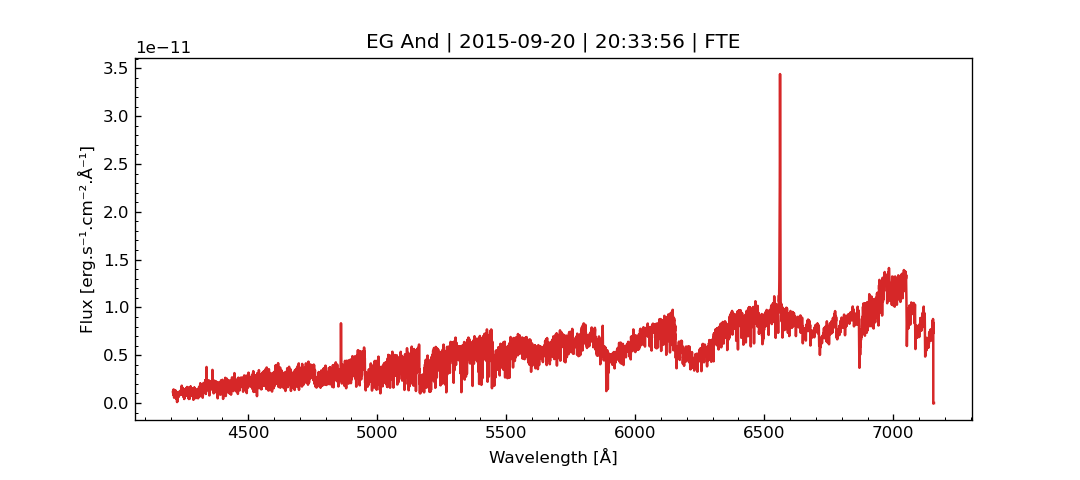 EG And | 2015-09-20 | 20:33:56 | FTE
1e−11
3.5
3.0
2.5
2.0
1.5
1.0
0.5
0.0
Flux [erg.s⁻¹.cm⁻².Å⁻¹]
4500 5000 5500 6000 6500 7000
Wavelength [Å]